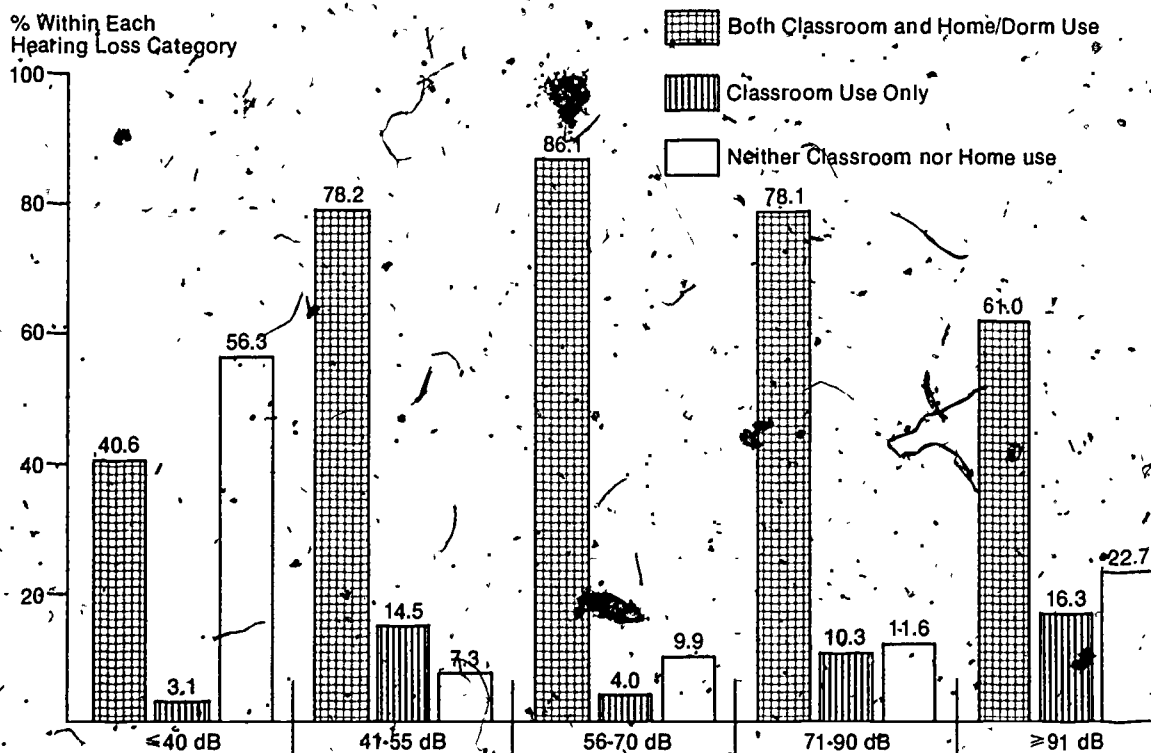 % Within Each
Hearing Loss Category
Both Classroom and Home/Dorm Use
Classroom Use Only
Neither Classroom nor Home use
100
80
60
40
20
40.6
3.1
56.3
78.2
14.5
7.3
86.1
4.0
9.9
78.1
10.3
11.6
61.0
16.3
22.7
≤40 dB
41-55 dB
56-70 dB
71-90 dB
≥91 dB